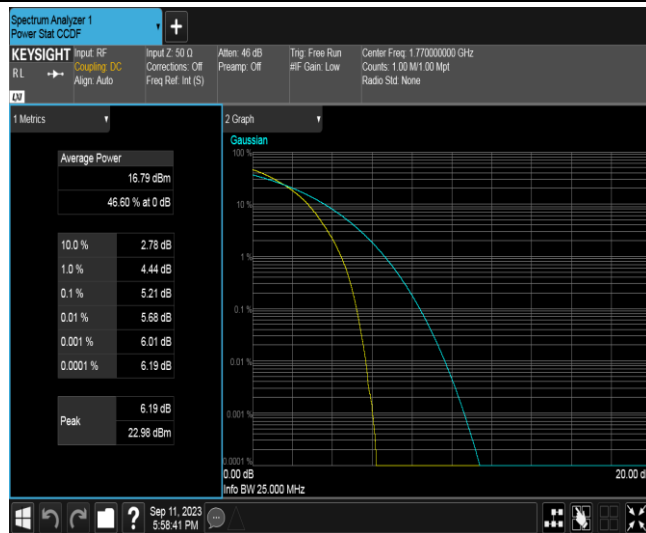 Spectrum Analyzer 1
Power Stat CCDF
+
KEYSIGHT
RL
Input: RF
Coupling: DC
Align: Auto
Input Z: 50 Ω
Corrections: Off
Freq Ref: Int (S)
Atten: 46 dB
Preamp: Off
Trig: Free Run
#IF Gain: Low
Center Freq: 1.770000000 GHz
Counts: 1.00 M/1.00 Mpt
Radio Std: None
1 Metrics
Average Power
16.79 dBm
46.60 % at 0 dB
10.0 % 2.78 dB
1.0 % 4.44 dB
0.1 % 5.21 dB
0.01 % 5.68 dB
0.001 % 6.01 dB
0.0001 % 6.19 dB
Peak
6.19 dB
22.98 dBm
2 Graph
Gaussian
100 %
10 %
1 %
0.1 %
0.01 %
0.001 %
0.0001 %
0.00 dB
20.00 d
Info BW 25.000 MHz
?
Sep 11, 2023
5:58:41 PM